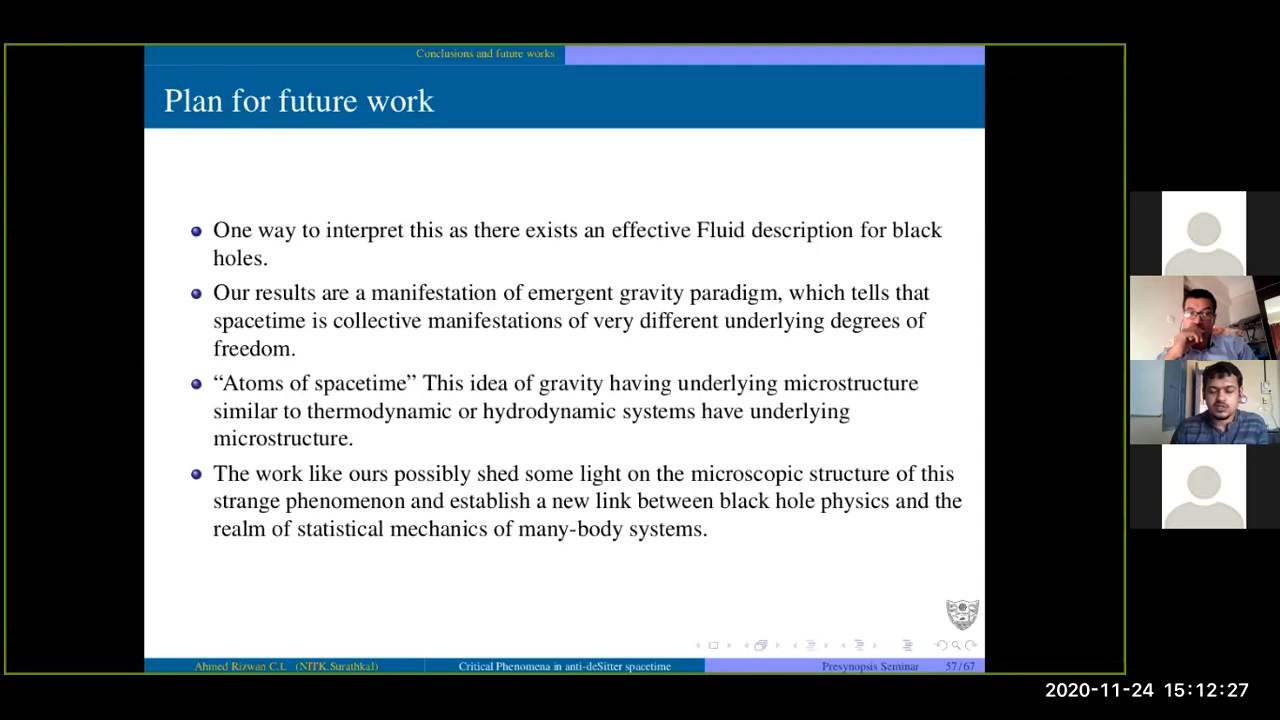 Conclusions and future works
Plan for future work
One way to interpret this as there exists an effective Fluid description for black
holes.
Our results are a manifestation of emergent gravity paradigm, which tells that
spacetime is collective manifestations of very different underlying degrees of
freedom.
“Atoms of spacetime” This idea of gravity having underlying microstructure
similar to thermodynamic or hydrodynamic systems have underlying
microstructure.
The work like ours possibly shed some light on the microscopic structure of this
strange phenomenon and establish a new link between black hole physics and the
realm of statistical mechanics of many-body systems.
Ahmed Rizwan C.L (NITK,Surathkal) Critical Phenomena in anti-deSitter spacetime Presynopsis Seminar 57/67
2020-11-24 15:12:27